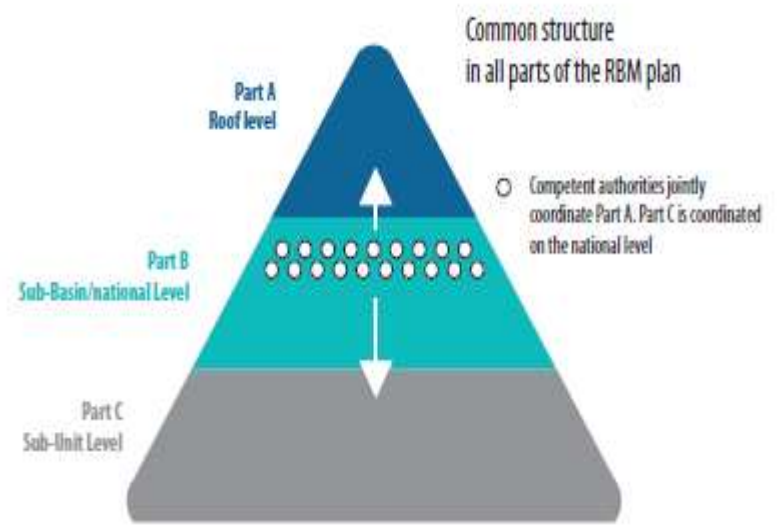 Common structure
in all parts of the RBM plan
Part A
Roof level
Competent authorities jointly
coordinate Part A. Part C is coordinated
on the national level
Part B
Sub-Basin/national Level
Part C
Sub-Unit Level